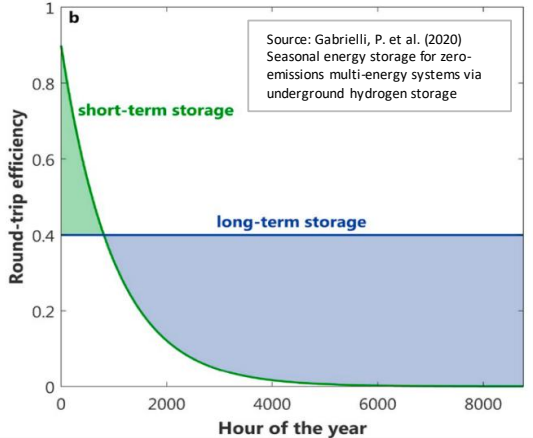 b
Source: Gabrielli, P. et al. (2020)
Seasonal energy storage for zero-
emissions multi-energy systems via
underground hydrogen storage
short-term storage
long-term storage
Round-trip efficiency
1
0.8
0.6
0.4
0.2
0
0 2000 4000 6000 8000
Hour of the year